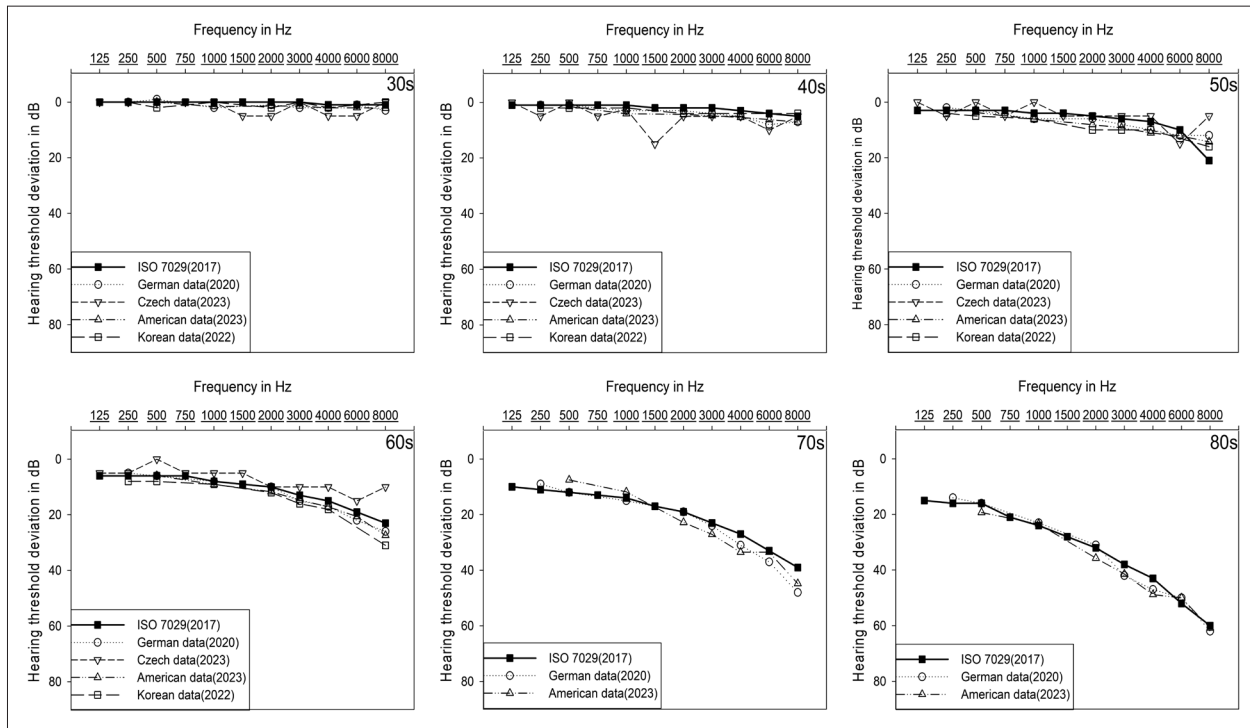 Frequency in Hz
125 250 500 750 1000 1500 2000 3000 4000 6000 8000
30s
Hearing threshold deviation in dB
0
20
40
60
80
ISO 7029(2017)
German data(2020)
Czech data(2023)
American data(2023)
Korean data(2022)
Frequency in Hz
125 250 500 750 1000 1500 2000 3000 4000 6000 8000
40s
Hearing threshold deviation in dB
0
20
40
60
80
ISO 7029(2017)
German data(2020)
Czech data(2023)
American data(2023)
Korean data(2022)
Frequency in Hz
125 250 500 750 1000 1500 2000 3000 4000 6000 8000
50s
Hearing threshold deviation in dB
0
20
40
60
80
ISO 7029(2017)
German data(2020)
Czech data(2023)
American data(2023)
Korean data(2022)
Frequency in Hz
125 250 500 750 1000 1500 2000 3000 4000 6000 8000
60s
Hearing threshold deviation in dB
0
20
40
60
80
ISO 7029(2017)
German data(2020)
Czech data(2023)
American data(2023)
Korean data(2022)
Frequency in Hz
125 250 500 750 1000 1500 2000 3000 4000 6000 8000
70s
Hearing threshold deviation in dB
0
20
40
60
80
ISO 7029(2017)
German data(2020)
American data(2023)
Frequency in Hz
125 250 500 750 1000 1500 2000 3000 4000 6000 8000
80s
Hearing threshold deviation in dB
0
20
40
60
80
ISO 7029(2017)
German data(2020)
American data(2023)